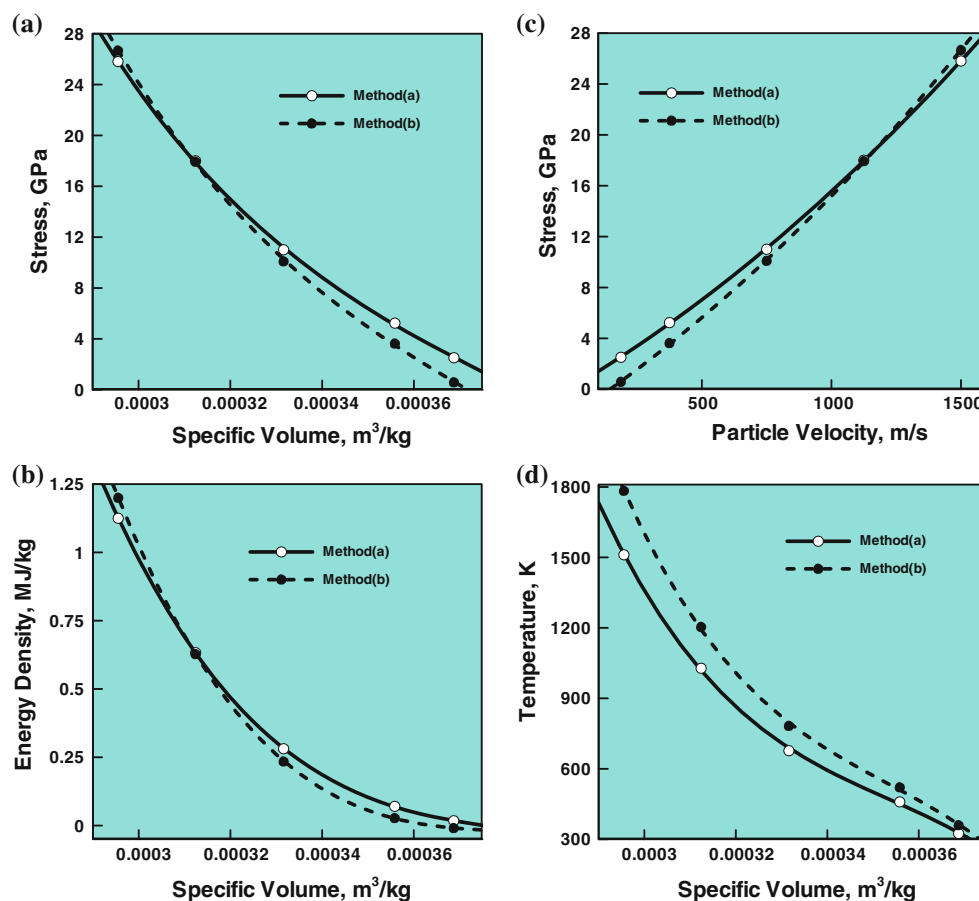 (a)
28
24
20
16
12
8
4
0
Stress, GPa
Method(a)
Method(b)
0.0003 0.00032 0.00034 0.00036
Specific Volume, m³/kg
(c)
28
24
20
16
12
8
4
0
Stress, GPa
Method(a)
Method(b)
500 1000 1500
Particle Velocity, m/s
(b)
1.25
1
0.75
0.5
0.25
0
Energy Density, MJ/kg
Method(a)
Method(b)
0.0003 0.00032 0.00034 0.00036
Specific Volume, m³/kg
(d)
1800
1500
1200
900
600
300
Temperature, K
Method(a)
Method(b)
0.0003 0.00032 0.00034 0.00036
Specific Volume, m³/kg